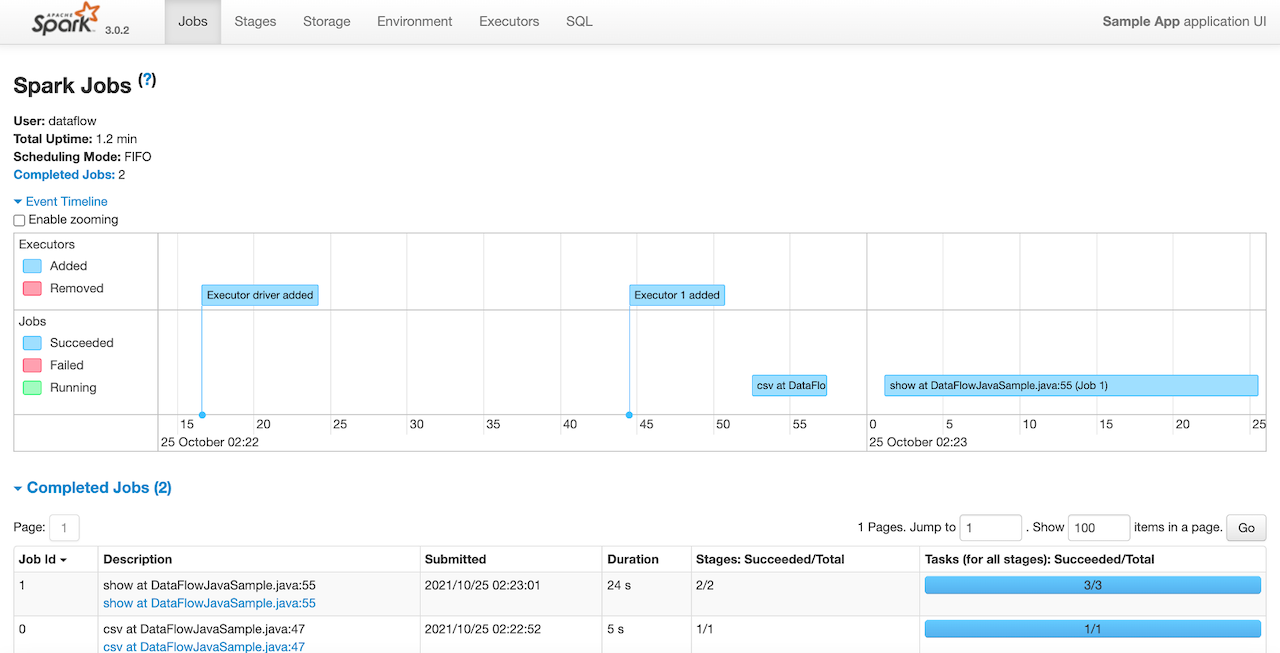 APACHE
Spark 3.0.2 Jobs Stages Storage Environment Executors SQL Sample App application UI
Spark Jobs (?)
User: dataflow
Total Uptime: 1.2 min
Scheduling Mode: FIFO
Completed Jobs: 2
Event Timeline
Enable zooming
Executors
Added
Removed
Executor driver added Executor 1 added
Jobs
Succeeded
Failed
Running
csv at DataFlo show at DataFlowJavaSample.java:55 (Job 1)
15 20 25 30 35 40 45 50 55 0 5 10 15 20 25
25 October 02:22 25 October 02:23
Completed Jobs (2)
Page: 1 1 Pages. Jump to 1 . Show 100 items in a page. Go
Job Id Description Submitted Duration Stages: Succeeded/Total Tasks (for all stages): Succeeded/Total
1 show at DataFlowJavaSample.java:55 2021/10/25 02:23:01 24 s 2/2 3/3
show at DataFlowJavaSample.java:55
0 csv at DataFlowJavaSample.java:47 2021/10/25 02:22:52 5 s 1/1 1/1
csv at DataFlowJavaSample.java:47